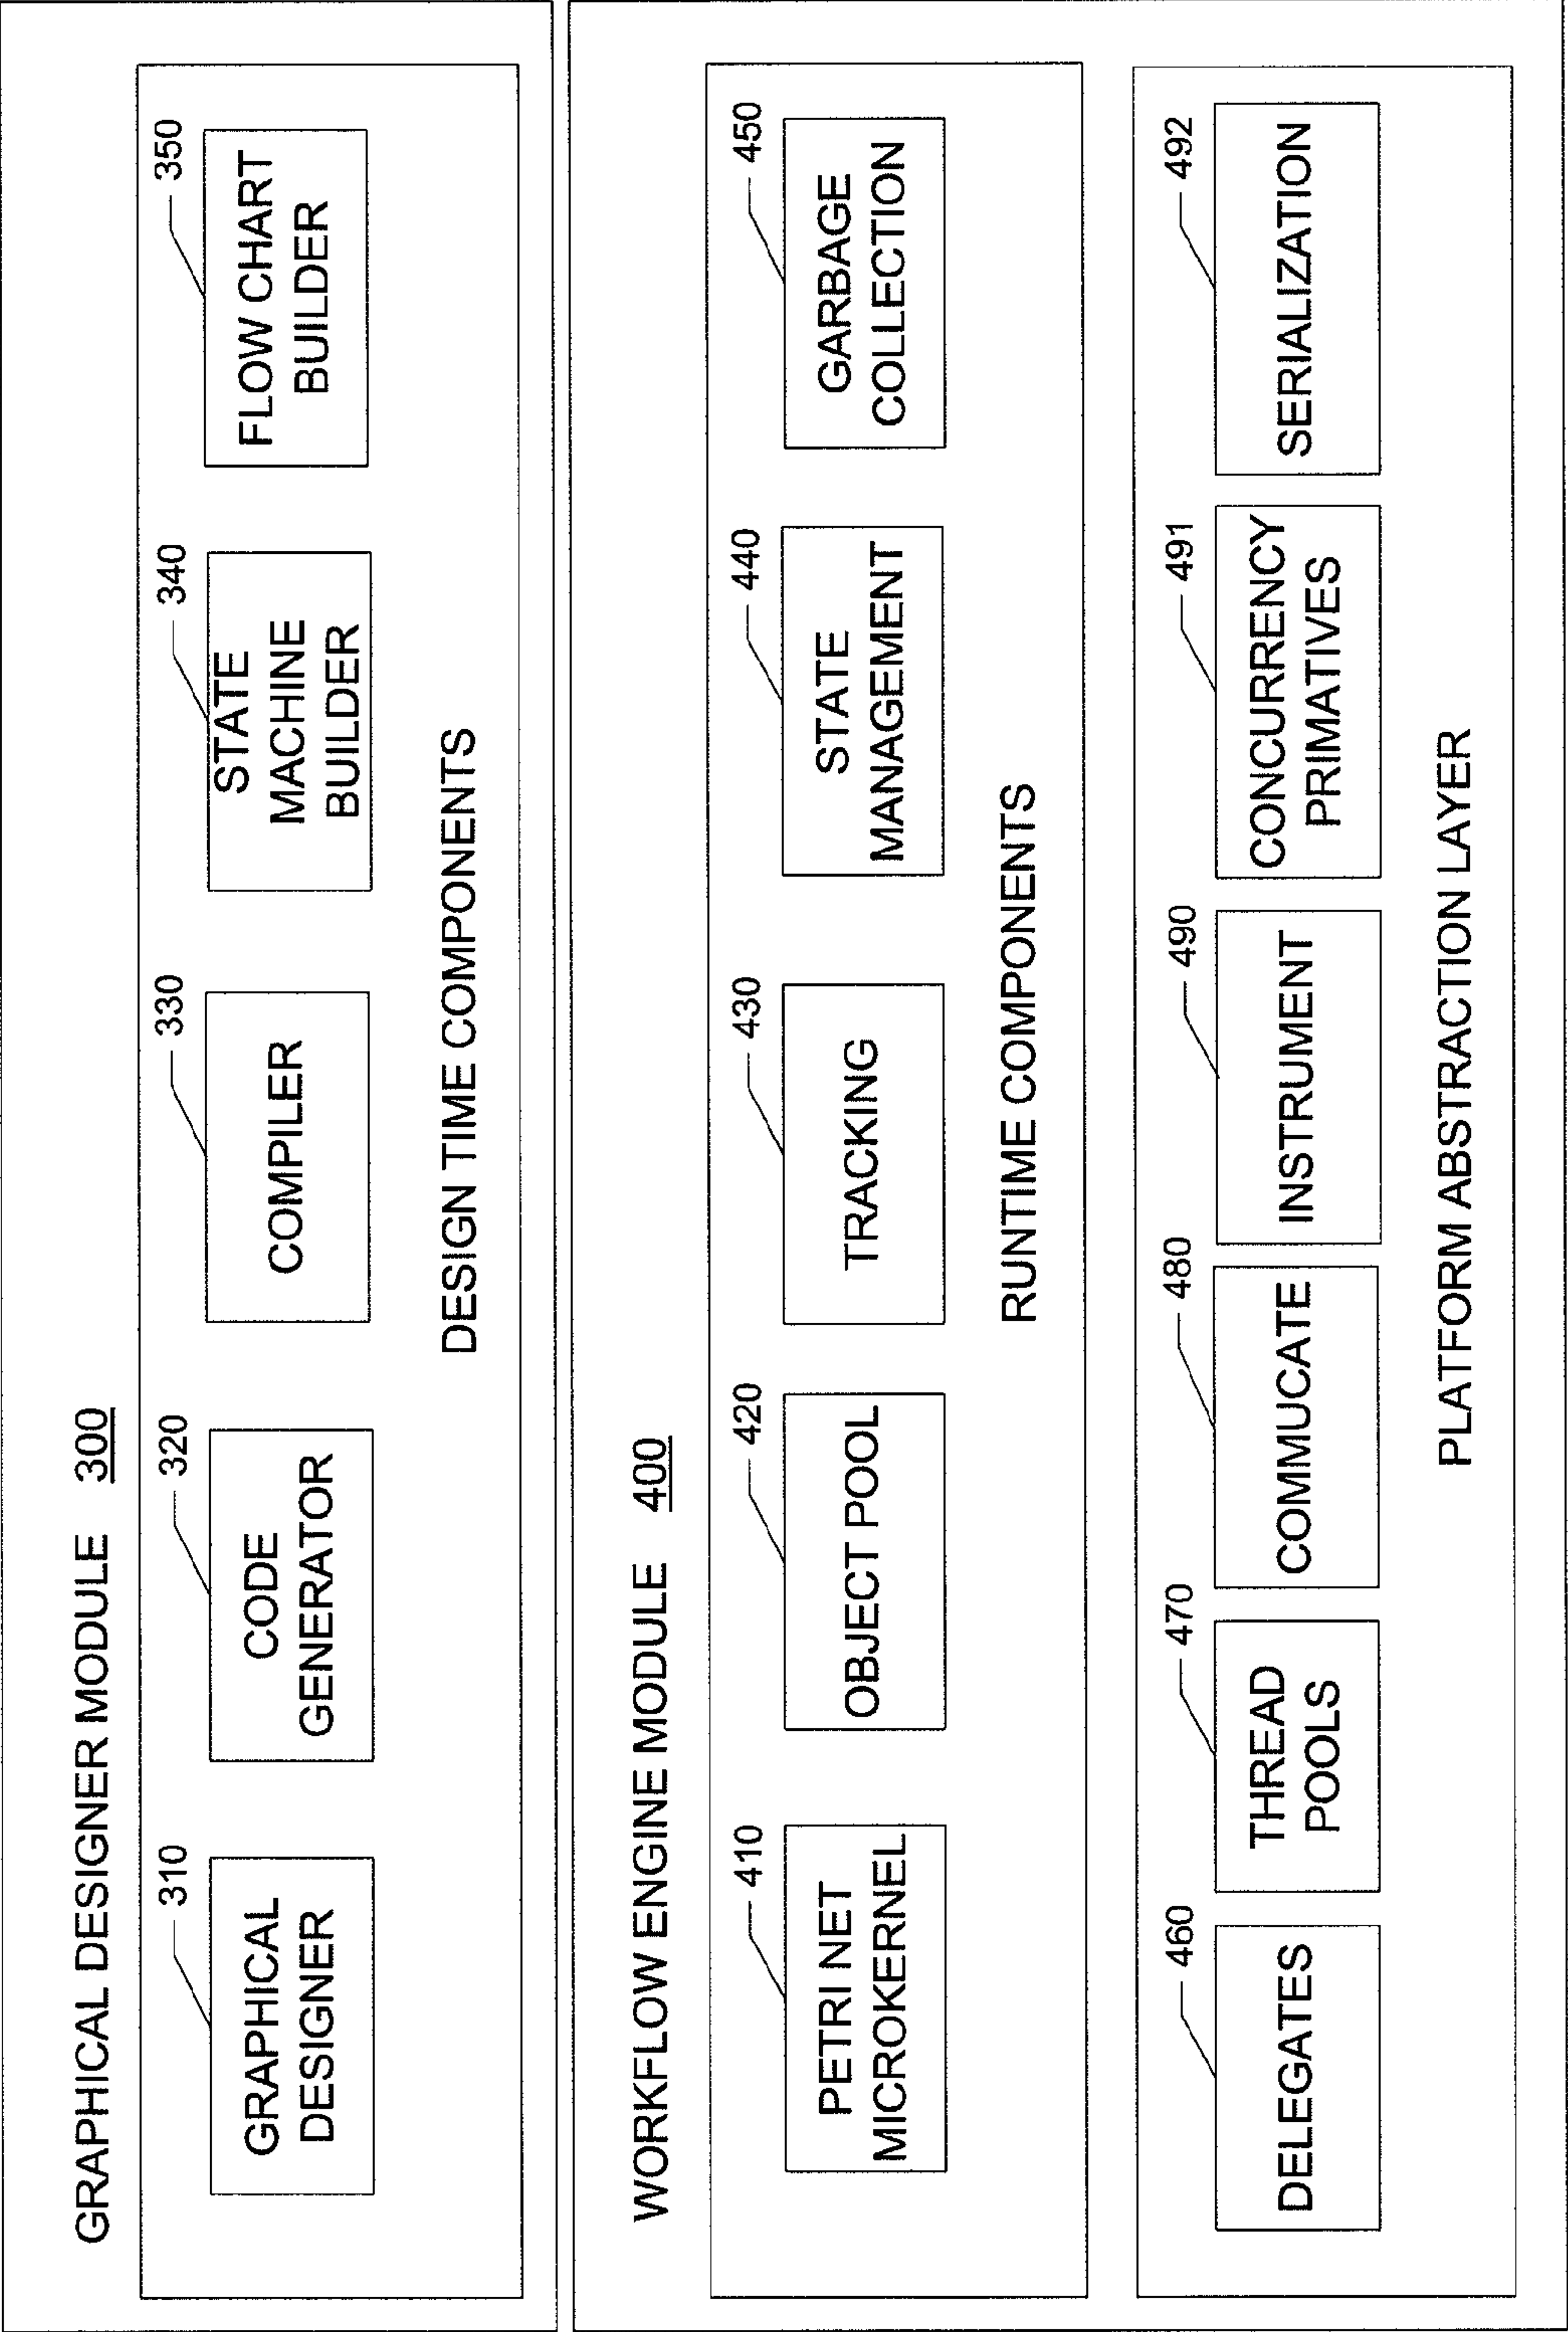 GRAPHICAL DESIGNER MODULE 300
310
GRAPHICAL
DESIGNER
320
CODE
GENERATOR
330
COMPILER
340
STATE
MACHINE
BUILDER
350
FLOW CHART
BUILDER
DESIGN TIME COMPONENTS
WORKFLOW ENGINE MODULE 400
410
PETRI NET
MICROKERNEL
420
OBJECT POOL
430
TRACKING
440
STATE
MANAGEMENT
450
GARBAGE
COLLECTION
RUNTIME COMPONENTS
460
DELEGATES
470
THREAD
POOLS
480
COMMUCATE
490
INSTRUMENT
491
CONCURRENCY
PRIMATIVES
492
SERIALIZATION
PLATFORM ABSTRACTION LAYER